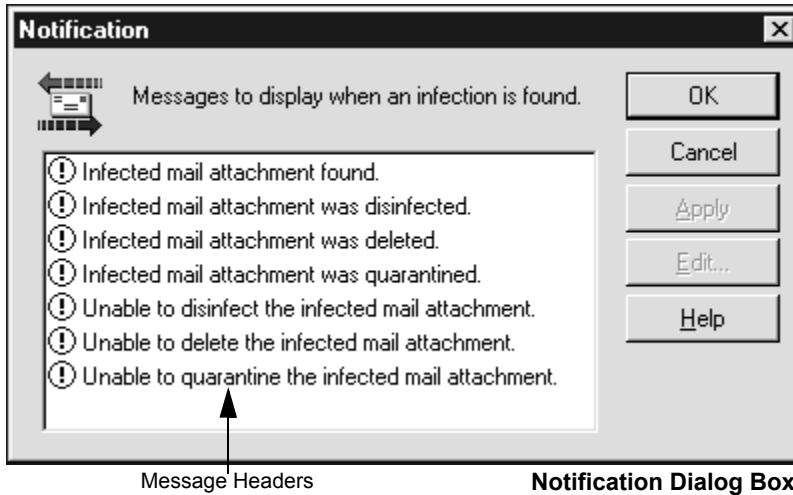 Notification
Messages to display when an infection is found.
OK
Cancel
Apply
Edit...
Help
Infected mail attachment found.
Infected mail attachment was disinfected.
Infected mail attachment was deleted.
Infected mail attachment was quarantined.
Unable to disinfect the infected mail attachment.
Unable to delete the infected mail attachment.
Unable to quarantine the infected mail attachment.
Message Headers
Notification Dialog Box